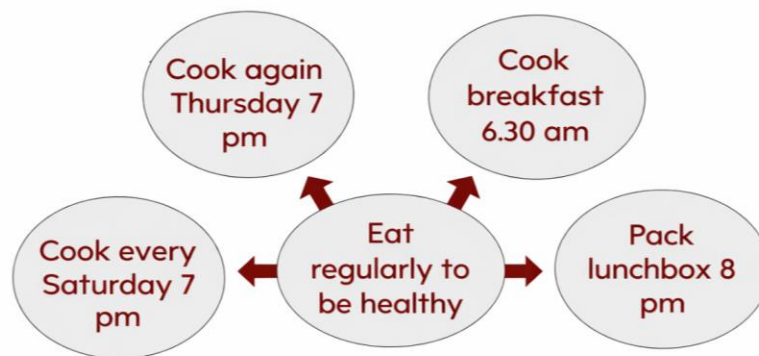 Cook again
Thursday 7
pm
Cook
breakfast
6.30 am
Cook every
Saturday 7
pm
Eat
regularly to
be healthy
Pack
lunchbox 8
pm